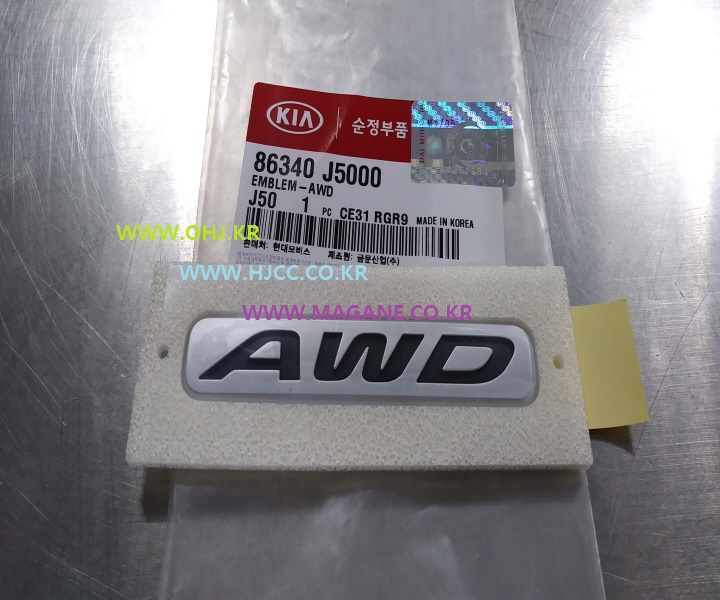 KIA 순정부품
86340 J5000
EMBLEM-AWD
J50 1 PC CE31 RGR9 MADE IN KOREA
판매처: 현대모비스 제조원: 금문산업(주)
WWW.OHJ.KR
WWW.HJCC.CO.KR
WWW.MAGANE.CO.KR
AWD